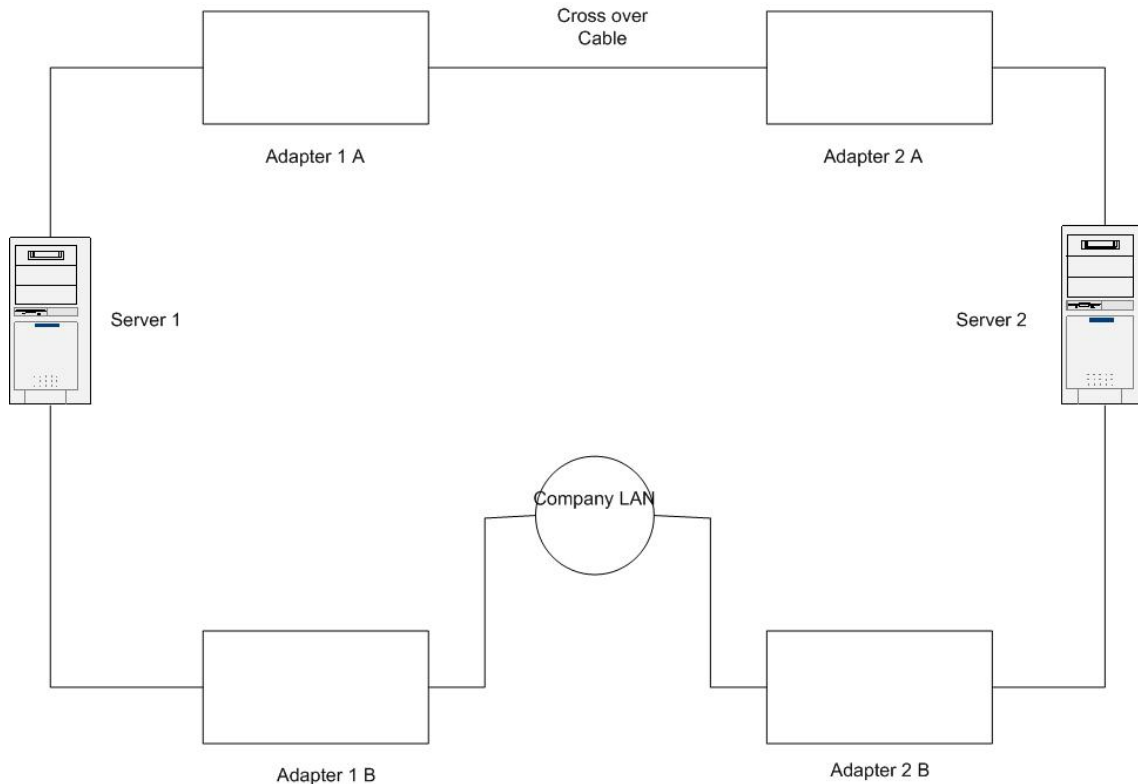 Cross over
Cable
Adapter 1 A
Adapter 2 A
Server 1
Server 2
Company LAN
Adapter 1 B
Adapter 2 B